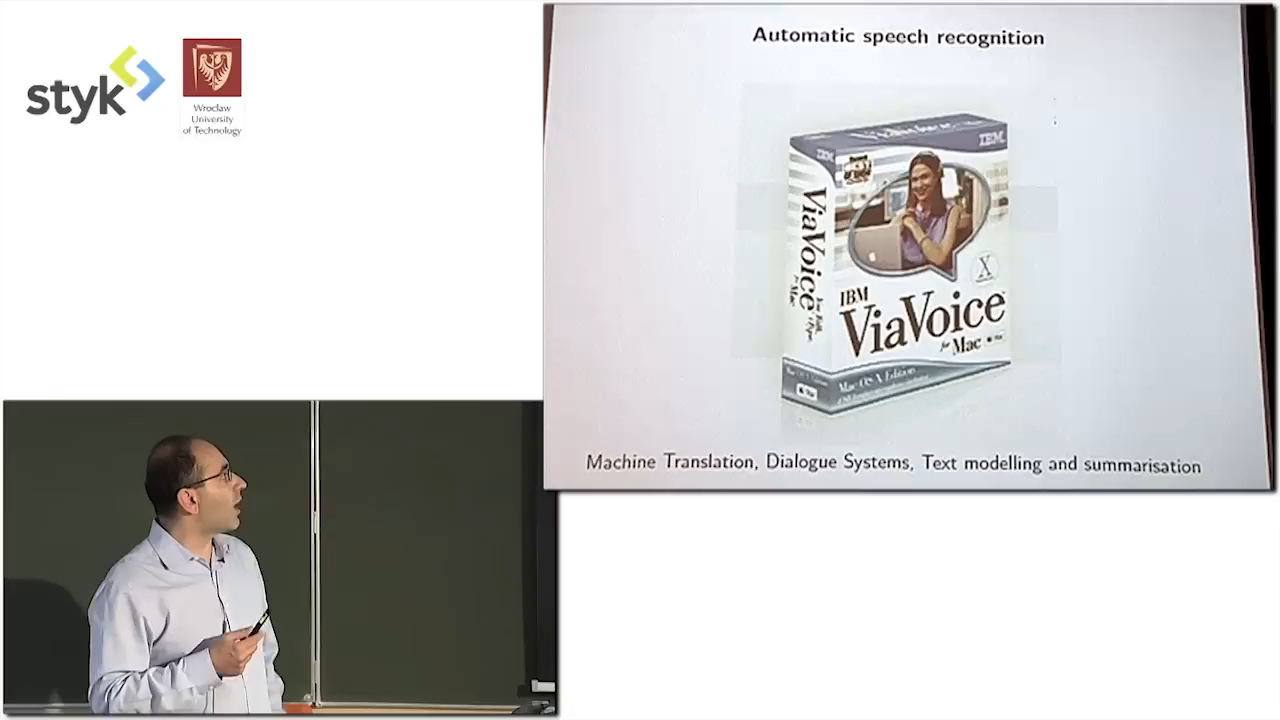 styk
Wrocław
University
of Technology
Automatic speech recognition
IBM
IBM
ViaVoice
for Mac
IBM
ViaVoice
for Mac
X
Mac OS X Edition
Machine Translation, Dialogue Systems, Text modelling and summarisation